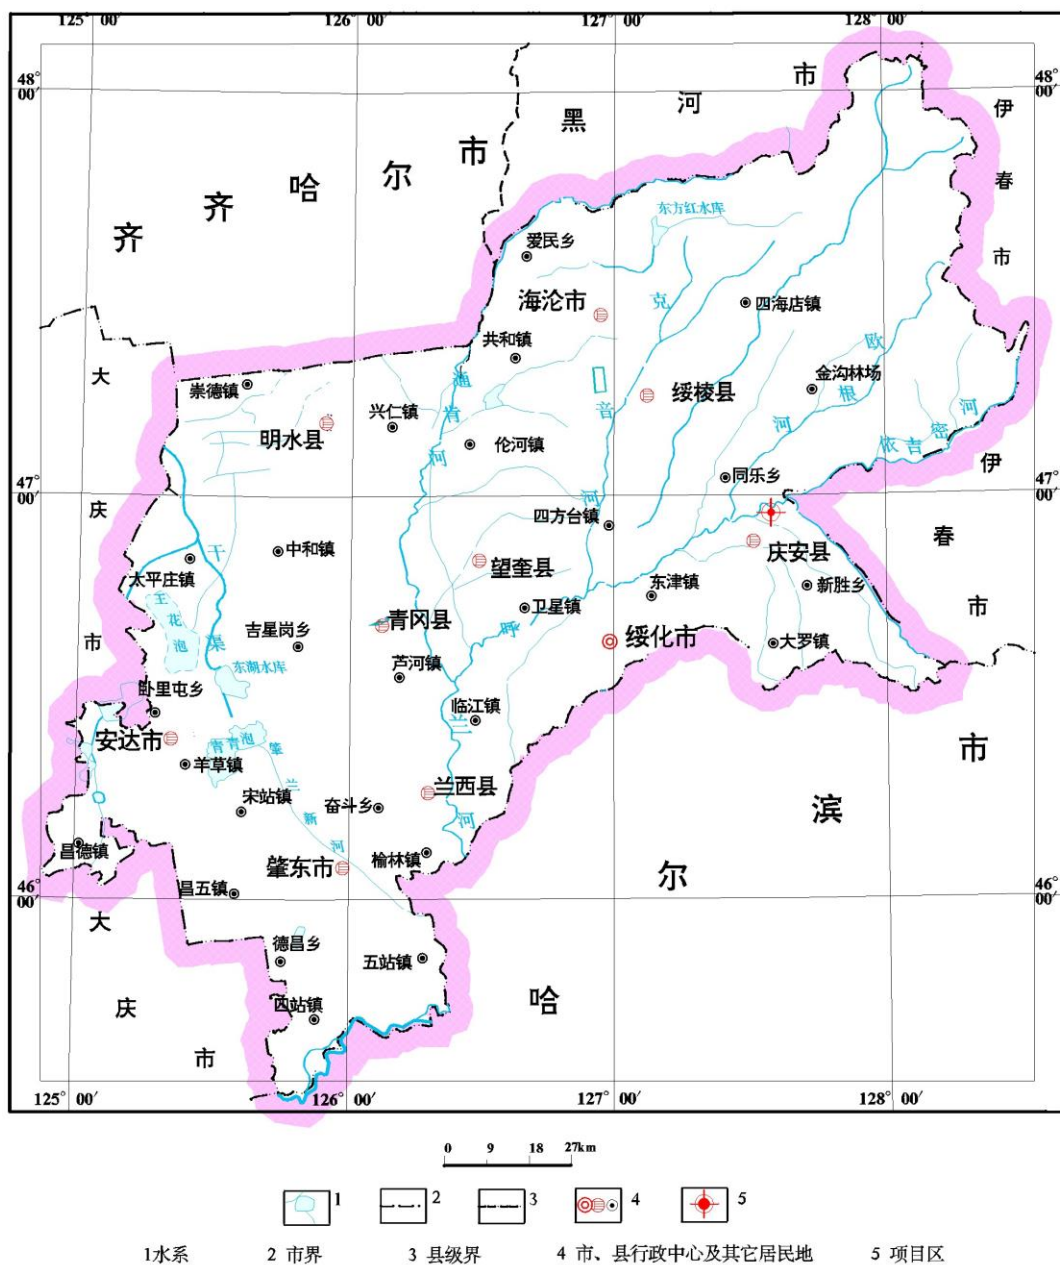 125° 00′
126° 00′
127° 00′
128° 00′
48°
00′
48°
00′
黑河市
伊春市
齐齐哈尔市
东方红水库
爱民乡
海沦市
克音河
四海店镇
共和镇
欧根河
大庆市
崇德镇
通肯河
绥棱县
金沟林场
兴仁镇
明水县
伦河镇
依吉密河
伊春市
同乐乡
47°
00′
47°
00′
四方台镇
庆安县
中和镇
太平庄镇
望奎县
东津镇
新胜乡
王花泡
干渠
青冈县
卫星镇
吉星岗乡
呼兰河
绥化市
大罗镇
东湖水库
芦河镇
卧里屯乡
临江镇
安达市
青青泡
肇兰新河
羊草镇
兰西县
宋站镇
奋斗乡
哈尔滨市
昌德镇
榆林镇
肇东市
昌五镇
46°
00′
46°
00′
大庆市
德昌乡
五站镇
四站镇
125° 00′
126° 00′
127° 00′
128° 00′
0 9 18 27km
1 2 3 4 5
1水系 2 市界 3 县级界 4 市、县行政中心及其它居民地 5 项目区